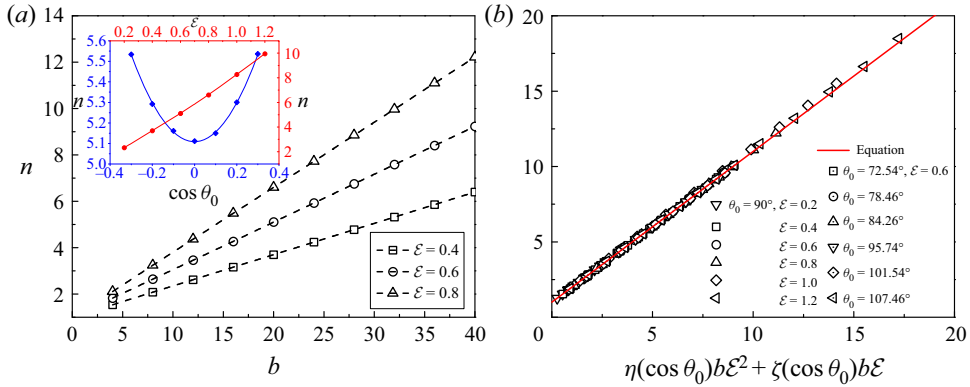 (a)
14
12
10
8
6
4
2
n
0
5
10
15
20
25
30
35
40
b
ℰ
0.2 0.4 0.6 0.8 1.0 1.2
5.6
5.5
5.4
5.3
5.2
5.1
5.0
n
10
8
6
4
2
n
−0.4 −0.2 0 0.2 0.4
cos θ₀
ℰ = 0.4
ℰ = 0.6
ℰ = 0.8
(b)
20
15
10
5
0
5
10
15
20
η(cos θ₀)bℰ² + ζ(cos θ₀)bℰ
Equation
θ₀ = 90°, ℰ = 0.2
ℰ = 0.4
ℰ = 0.6
ℰ = 0.8
ℰ = 1.0
ℰ = 1.2
θ₀ = 72.54°, ℰ = 0.6
θ₀ = 78.46°
θ₀ = 84.26°
θ₀ = 95.74°
θ₀ = 101.54°
θ₀ = 107.46°